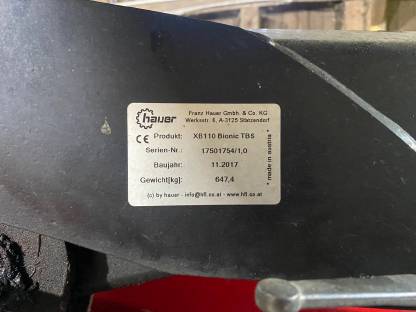 hauer
Franz Hauer Gmbh. & Co. KG
Werksstr. 6, A-3125 Statzendorf
CE Produkt: XB110 Bionic TBS
Serien-Nr.: 17501754/1,0
Baujahr: 11.2017
Gewicht[kg]: 647,4
(c) by hauer - info@hfl.co.at - www.hfl.co.at
* made in austria *